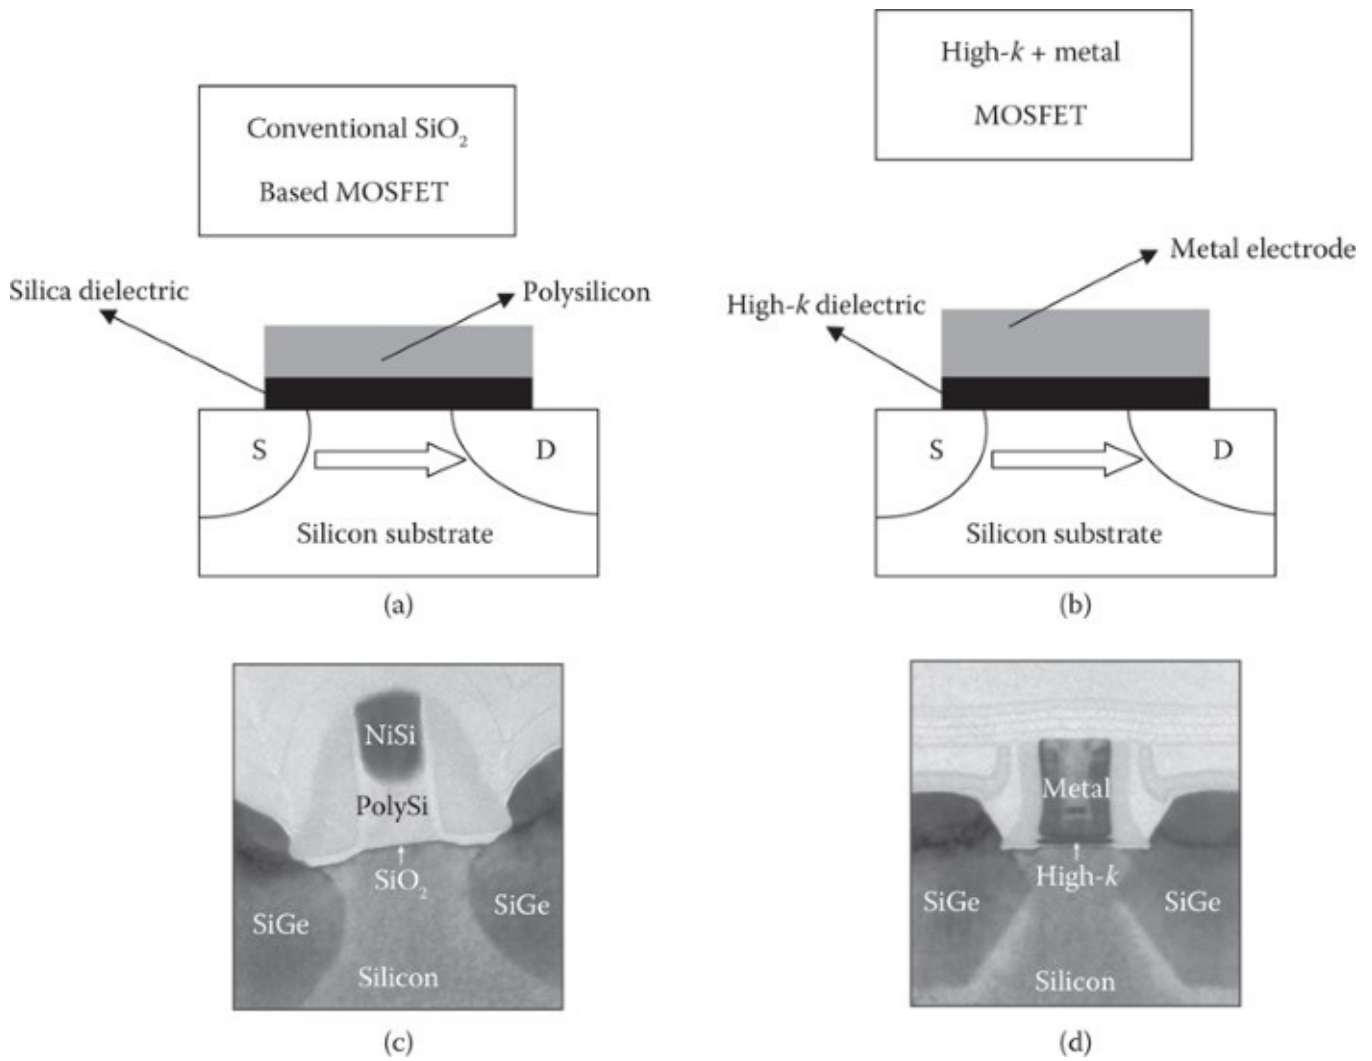 Conventional SiO₂
Based MOSFET
Silica dielectric
Polysilicon
S
D
Silicon substrate
(a)
High-k + metal
MOSFET
Metal electrode
High-k dielectric
S
D
Silicon substrate
(b)
NiSi
PolySi
SiO₂
SiGe
SiGe
Silicon
(c)
Metal
High-k
SiGe
SiGe
Silicon
(d)